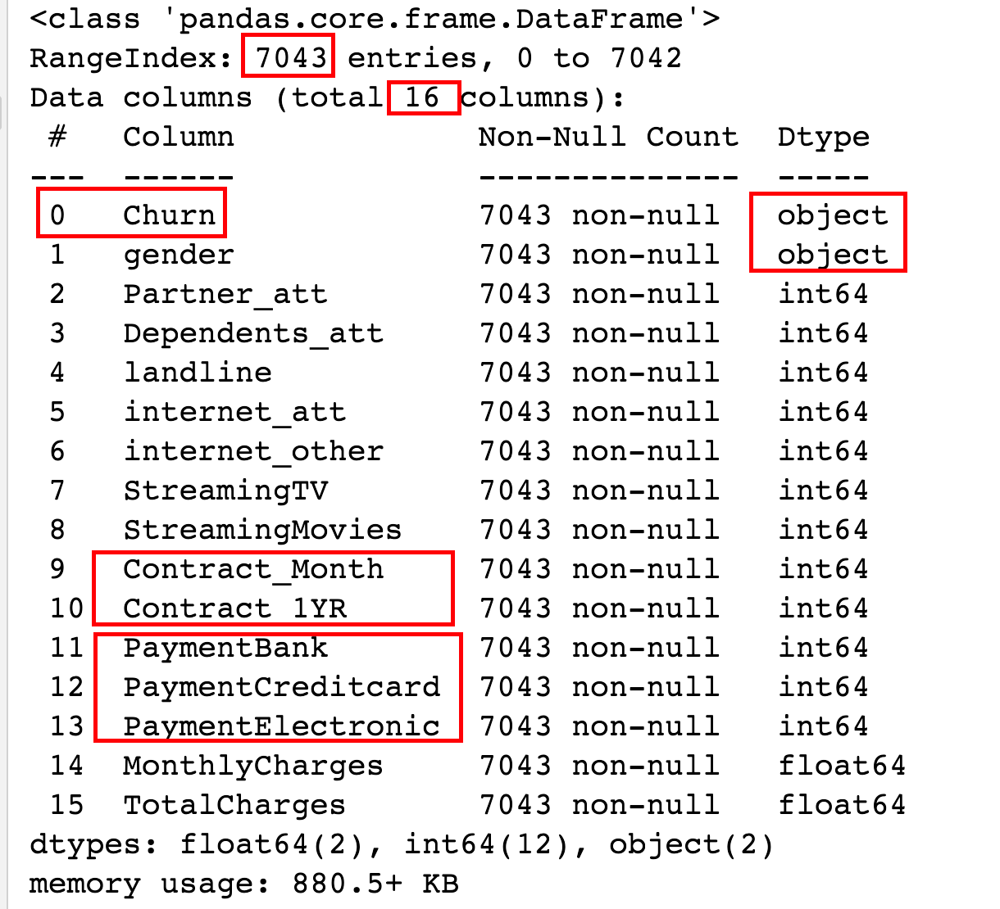 <class 'pandas.core.frame.DataFrame'>
RangeIndex: 7043 entries, 0 to 7042
Data columns (total 16 columns):
 #   Column             Non-Null Count  Dtype
---  ------             --------------  -----
 0   Churn              7043 non-null   object
 1   gender             7043 non-null   object
 2   Partner_att        7043 non-null   int64
 3   Dependents_att     7043 non-null   int64
 4   landline           7043 non-null   int64
 5   internet_att       7043 non-null   int64
 6   internet_other     7043 non-null   int64
 7   StreamingTV        7043 non-null   int64
 8   StreamingMovies    7043 non-null   int64
 9   Contract_Month     7043 non-null   int64
 10  Contract_1YR       7043 non-null   int64
 11  PaymentBank        7043 non-null   int64
 12  PaymentCreditcard  7043 non-null   int64
 13  PaymentElectronic  7043 non-null   int64
 14  MonthlyCharges     7043 non-null   float64
 15  TotalCharges       7043 non-null   float64
dtypes: float64(2), int64(12), object(2)
memory usage: 880.5+ KB